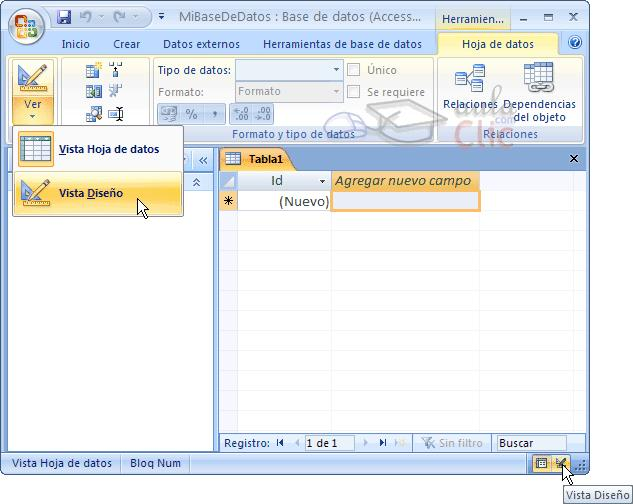 MiBaseDeDatos : Base de datos (Access...
Herramien...
Inicio
Crear
Datos externos
Herramientas de base de datos
Hoja de datos
Ver
Tipo de datos:
Único
Formato:
Formato
Se requiere
Formato y tipo de datos
Relaciones
Dependencias
del objeto
Relaciones
aula
.com
Clic
Vista Hoja de datos
Vista Diseño
Tabla1
Id
Agregar nuevo campo
(Nuevo)
Registro:
1 de 1
Sin filtro
Buscar
Vista Hoja de datos
Bloq Num
Vista Diseño